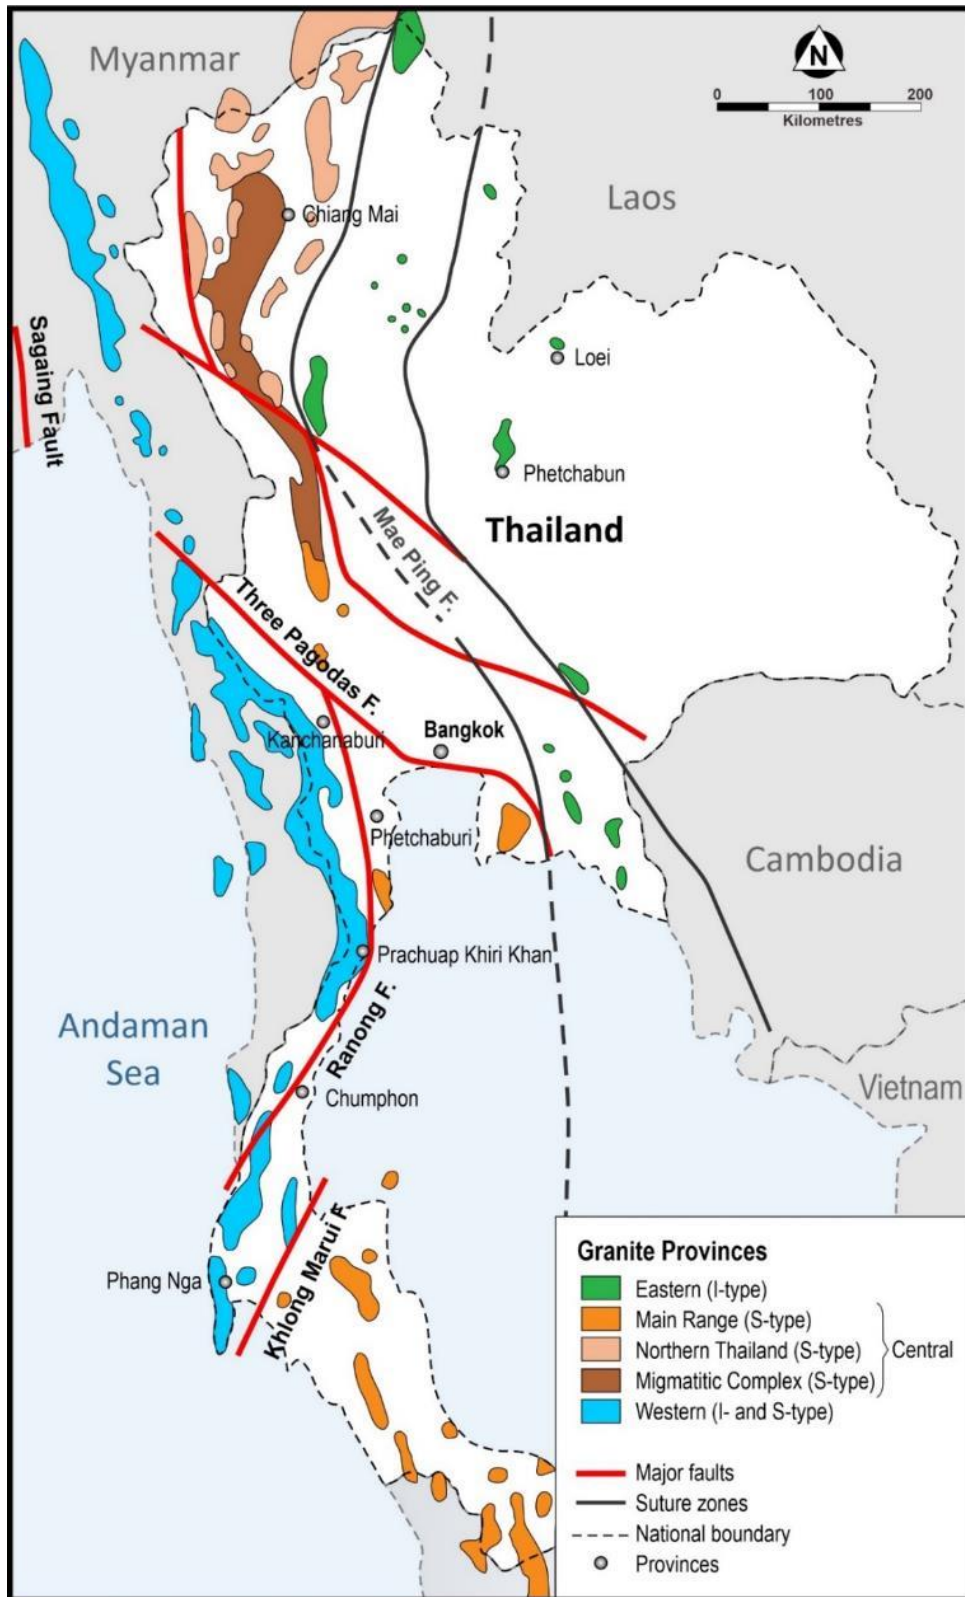 Myanmar
N
0 100 200
Kilometres
Laos
Chiang Mai
Sagaing Fault
Loei
Phetchabun
Mae Ping F.
Thailand
Three Pagodas F.
Kanchanaburi
Bangkok
Phetchaburi
Cambodia
Prachuap Khiri Khan
Andaman
Sea
Ranong F.
Chumphon
Vietnam
Khlong Marui F.
Phang Nga
Granite Provinces
Eastern (I-type)
Main Range (S-type)
Northern Thailand (S-type)
Central
Migmatitic Complex (S-type)
Western (I- and S-type)
Major faults
Suture zones
National boundary
Provinces